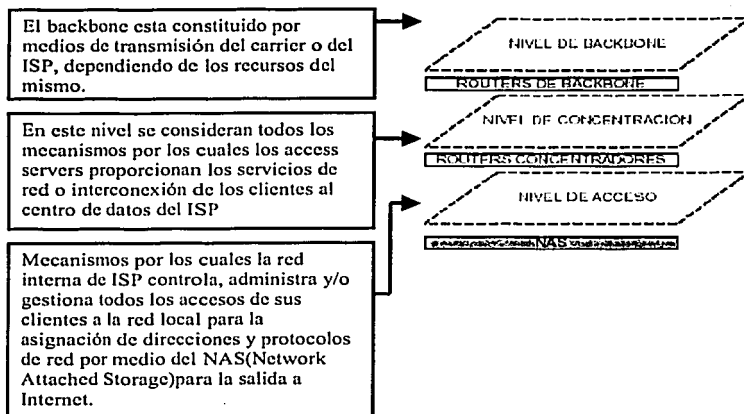 El backbone esta constituido por
medios de transmisión del carrier o del
ISP, dependiendo de los recursos del
mismo.
NIVEL DE BACKBONE
ROUTERS DE BACKBONE
En este nivel se consideran todos los
mecanismos por los cuales los access
servers proporcionan los servicios de
red o interconexión de los clientes al
centro de datos del ISP
NIVEL DE CONCENTRACIÓN
ROUTERS CONCENTRADORES
Mecanismos por los cuales la red
interna de ISP controla, administra y/o
gestiona todos los accesos de sus
clientes a la red local para la
asignación de direcciones y protocolos
de red por medio del NAS(Network
Attached Storage)para la salida a
Internet.
NIVEL DE ACCESO
NAS